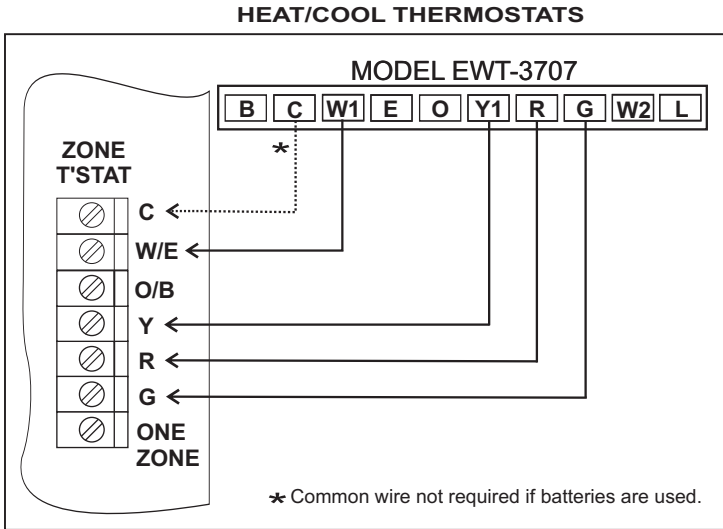 HEAT/COOL THERMOSTATS
MODEL EWT-3707
B C W1 E O Y1 R G W2 L
*
ZONE
T'STAT
C
W/E
O/B
Y
R
G
ONE
ZONE
* Common wire not required if batteries are used.